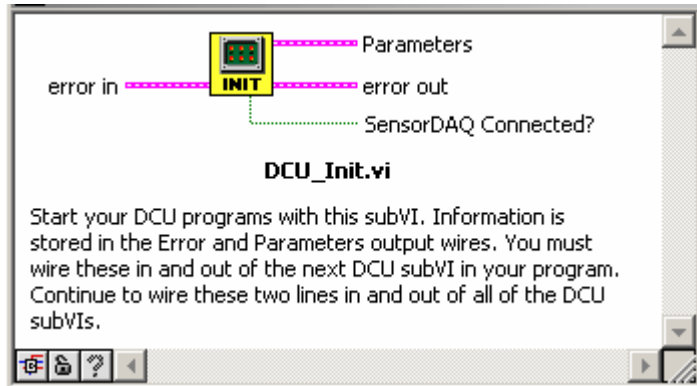 Parameters
error in
INIT
error out
SensorDAQ Connected?
DCU_Init.vi
Start your DCU programs with this subVI. Information is
stored in the Error and Parameters output wires. You must
wire these in and out of the next DCU subVI in your program.
Continue to wire these two lines in and out of all of the DCU
subVIs.
?